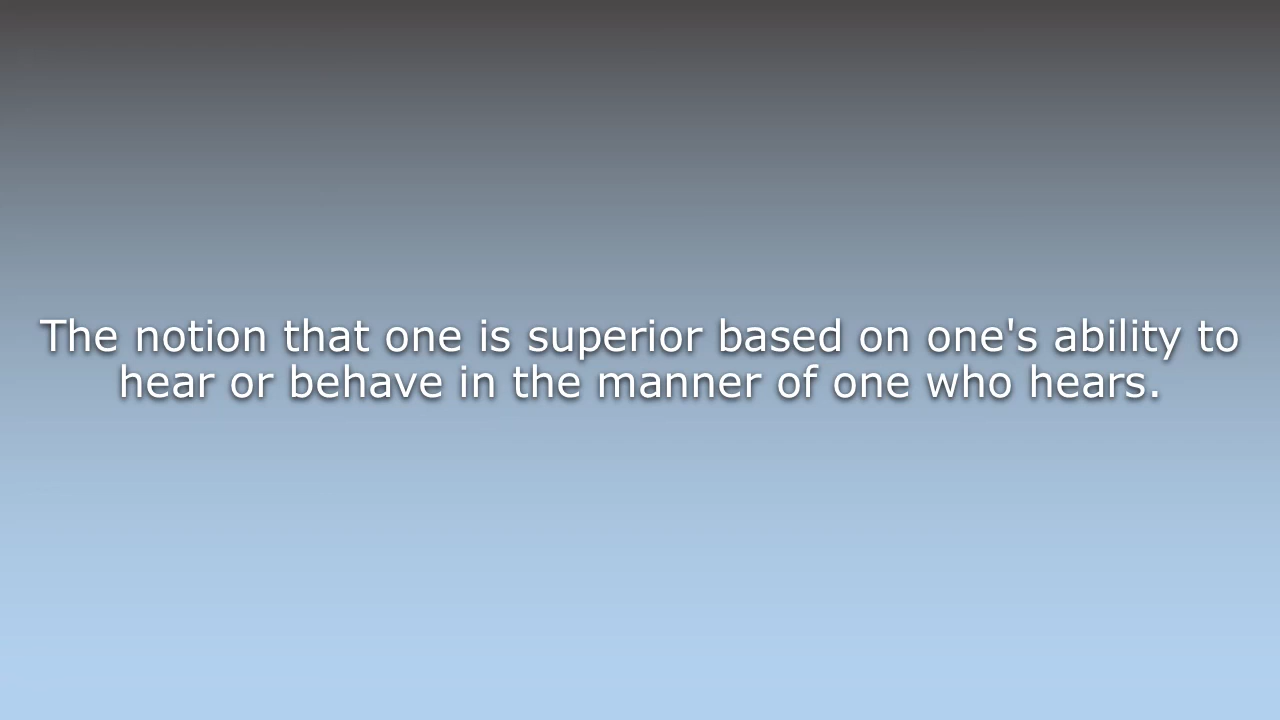 The notion that one is superior based on one's ability to
hear or behave in the manner of one who hears.